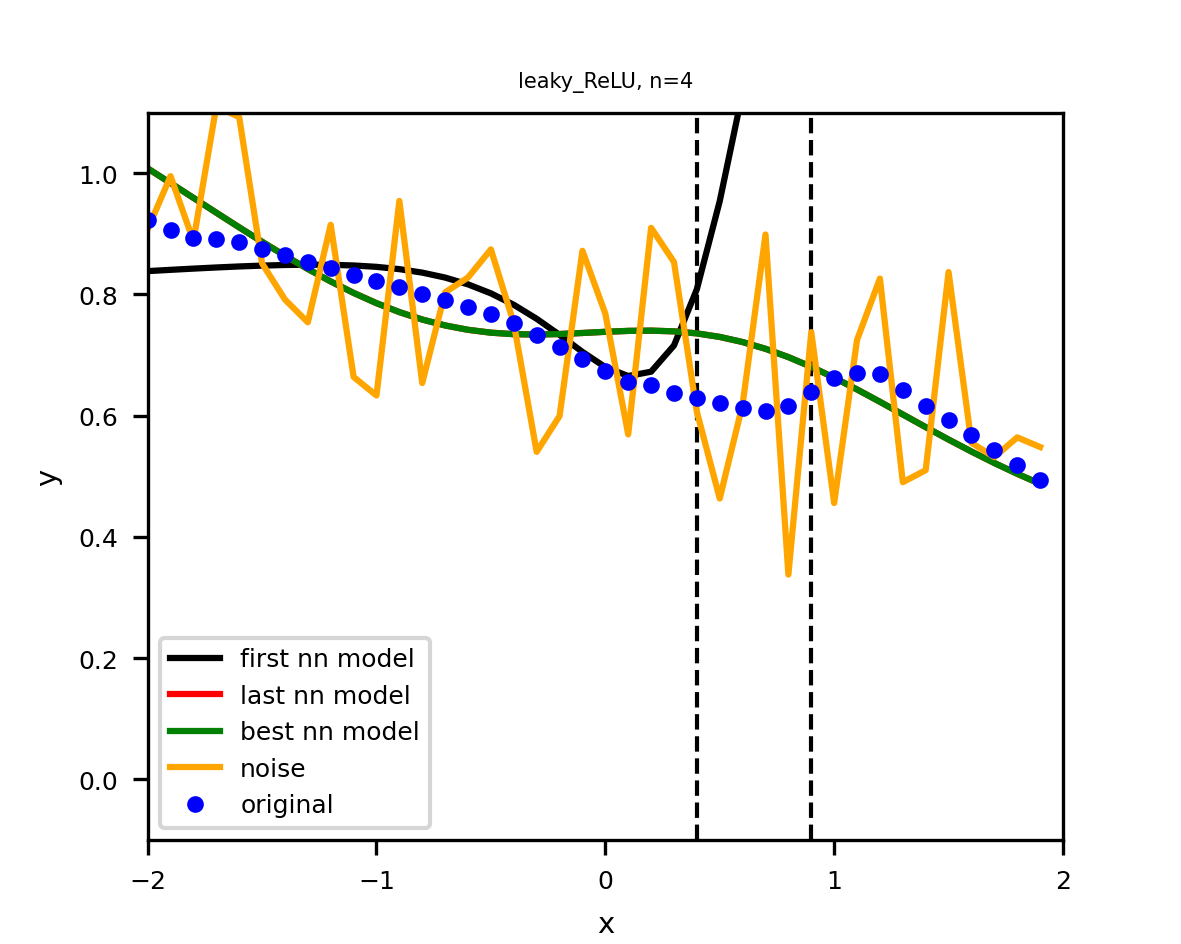 leaky_ReLU, n=4
1.0
0.8
0.6
0.4
0.2
0.0
y
first nn model
last nn model
best nn model
noise
original
−2
−1
0
1
2
x